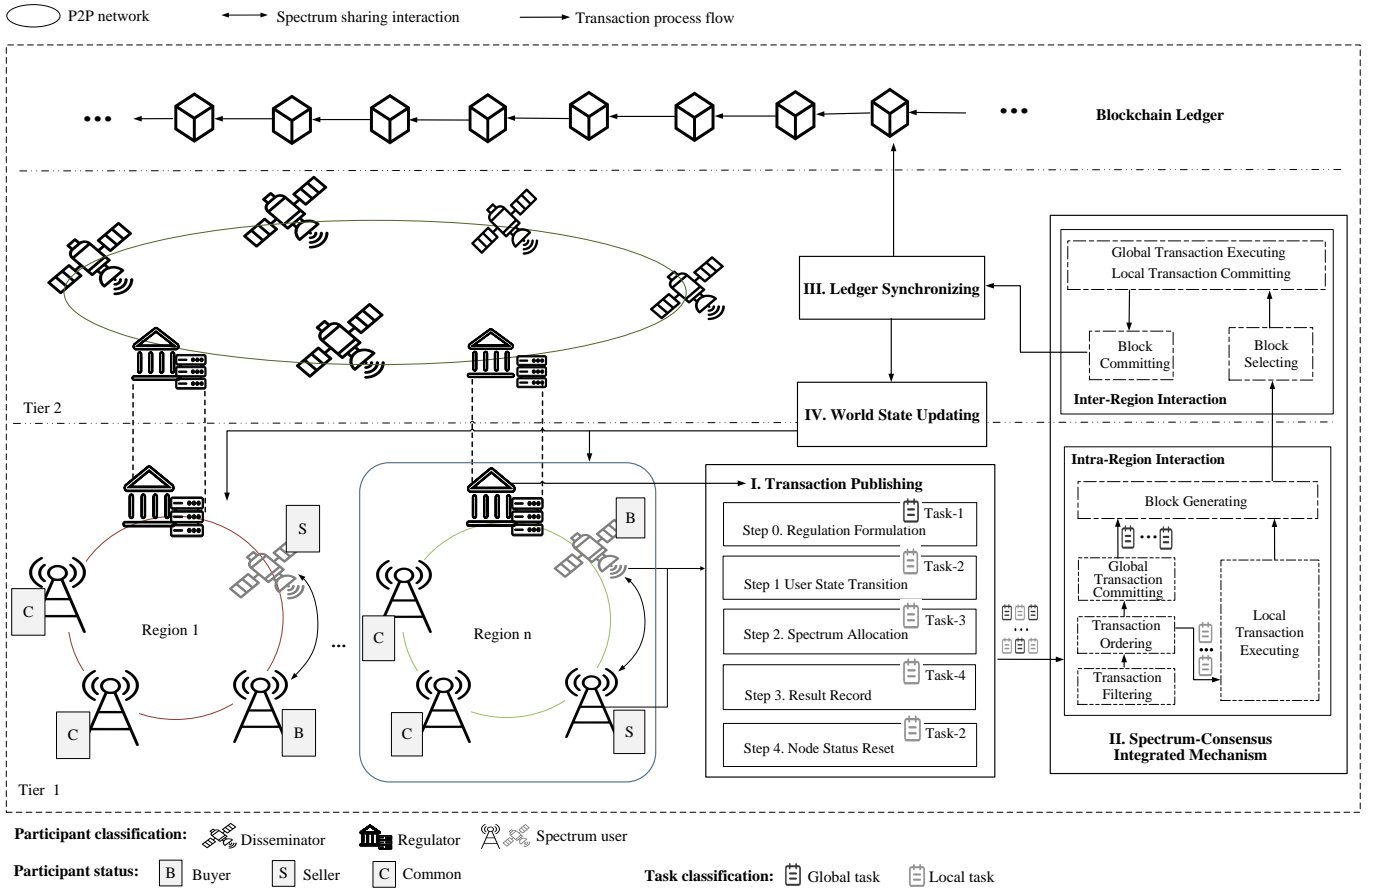 P2P network
Spectrum sharing interaction
Transaction process flow
Blockchain Ledger
Tier 2
III. Ledger Synchronizing
IV. World State Updating
Global Transaction Executing
Local Transaction Committing
Block
Committing
Block
Selecting
Inter-Region Interaction
Region 1
S
C
C
B
...
Region n
B
C
C
S
I. Transaction Publishing
Task-1
Step 0. Regulation Formulation
Task-2
Step 1 User State Transition
Task-3
Step 2. Spectrum Allocation
Task-4
Step 3. Result Record
Task-2
Step 4. Node Status Reset
Intra-Region Interaction
Block Generating
Global
Transaction
Committing
Transaction
Ordering
Transaction
Filtering
Local
Transaction
Executing
II. Spectrum-Consensus
Integrated Mechanism
Tier 1
Participant classification:
Disseminator
Regulator
Spectrum user
Participant status:
B
Buyer
S
Seller
C
Common
Task classification:
Global task
Local task